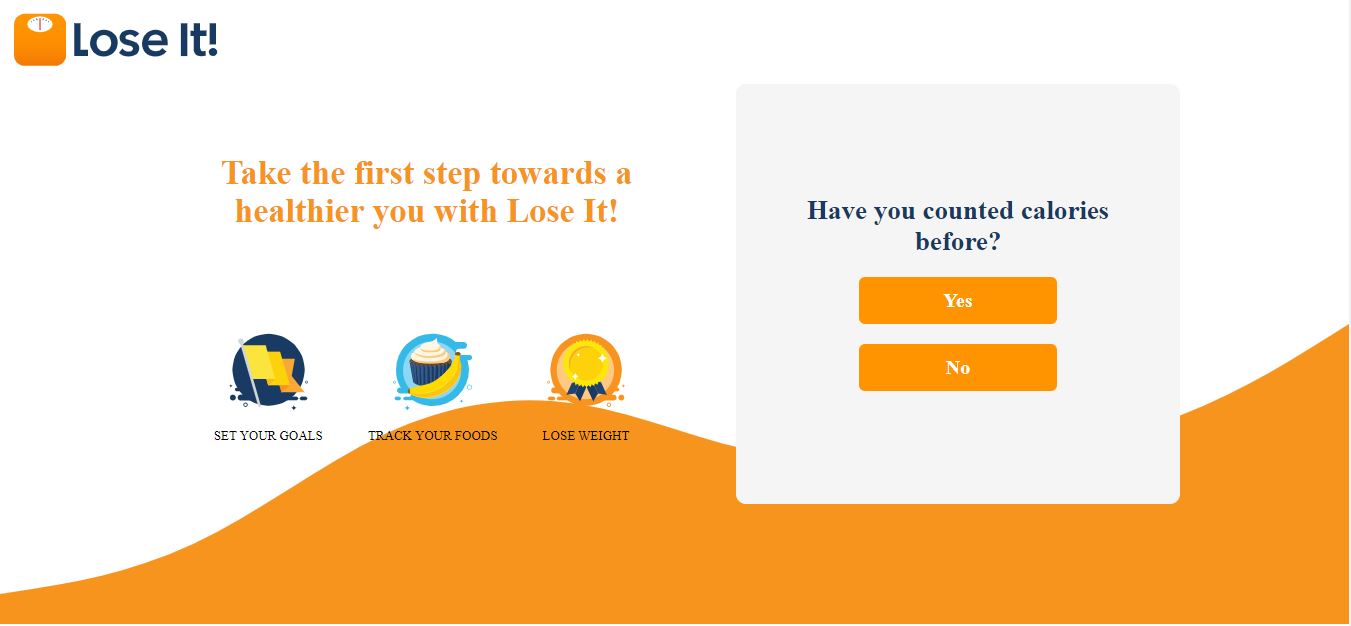 Lose It!
Take the first step towards a
healthier you with Lose It!
SET YOUR GOALS
TRACK YOUR FOODS
LOSE WEIGHT
Have you counted calories
before?
Yes
No